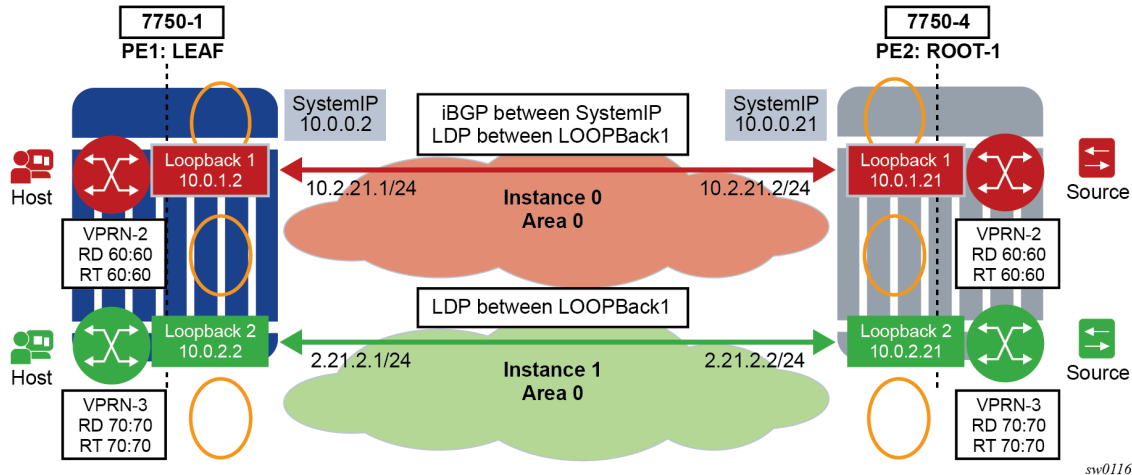 7750-1
PE1: LEAF
7750-4
PE2: ROOT-1
SystemIP
10.0.0.2
iBGP between SystemIP
LDP between LOOPBack1
SystemIP
10.0.0.21
Host
Loopback 1
10.0.1.2
10.2.21.1/24
Instance 0
Area 0
10.2.21.2/24
Loopback 1
10.0.1.21
Source
VPRN-2
RD 60:60
RT 60:60
VPRN-2
RD 60:60
RT 60:60
LDP between LOOPBack1
Host
Loopback 2
10.0.2.2
2.21.2.1/24
Instance 1
Area 0
2.21.2.2/24
Loopback 2
10.0.2.21
Source
VPRN-3
RD 70:70
RT 70:70
VPRN-3
RD 70:70
RT 70:70
sw0116